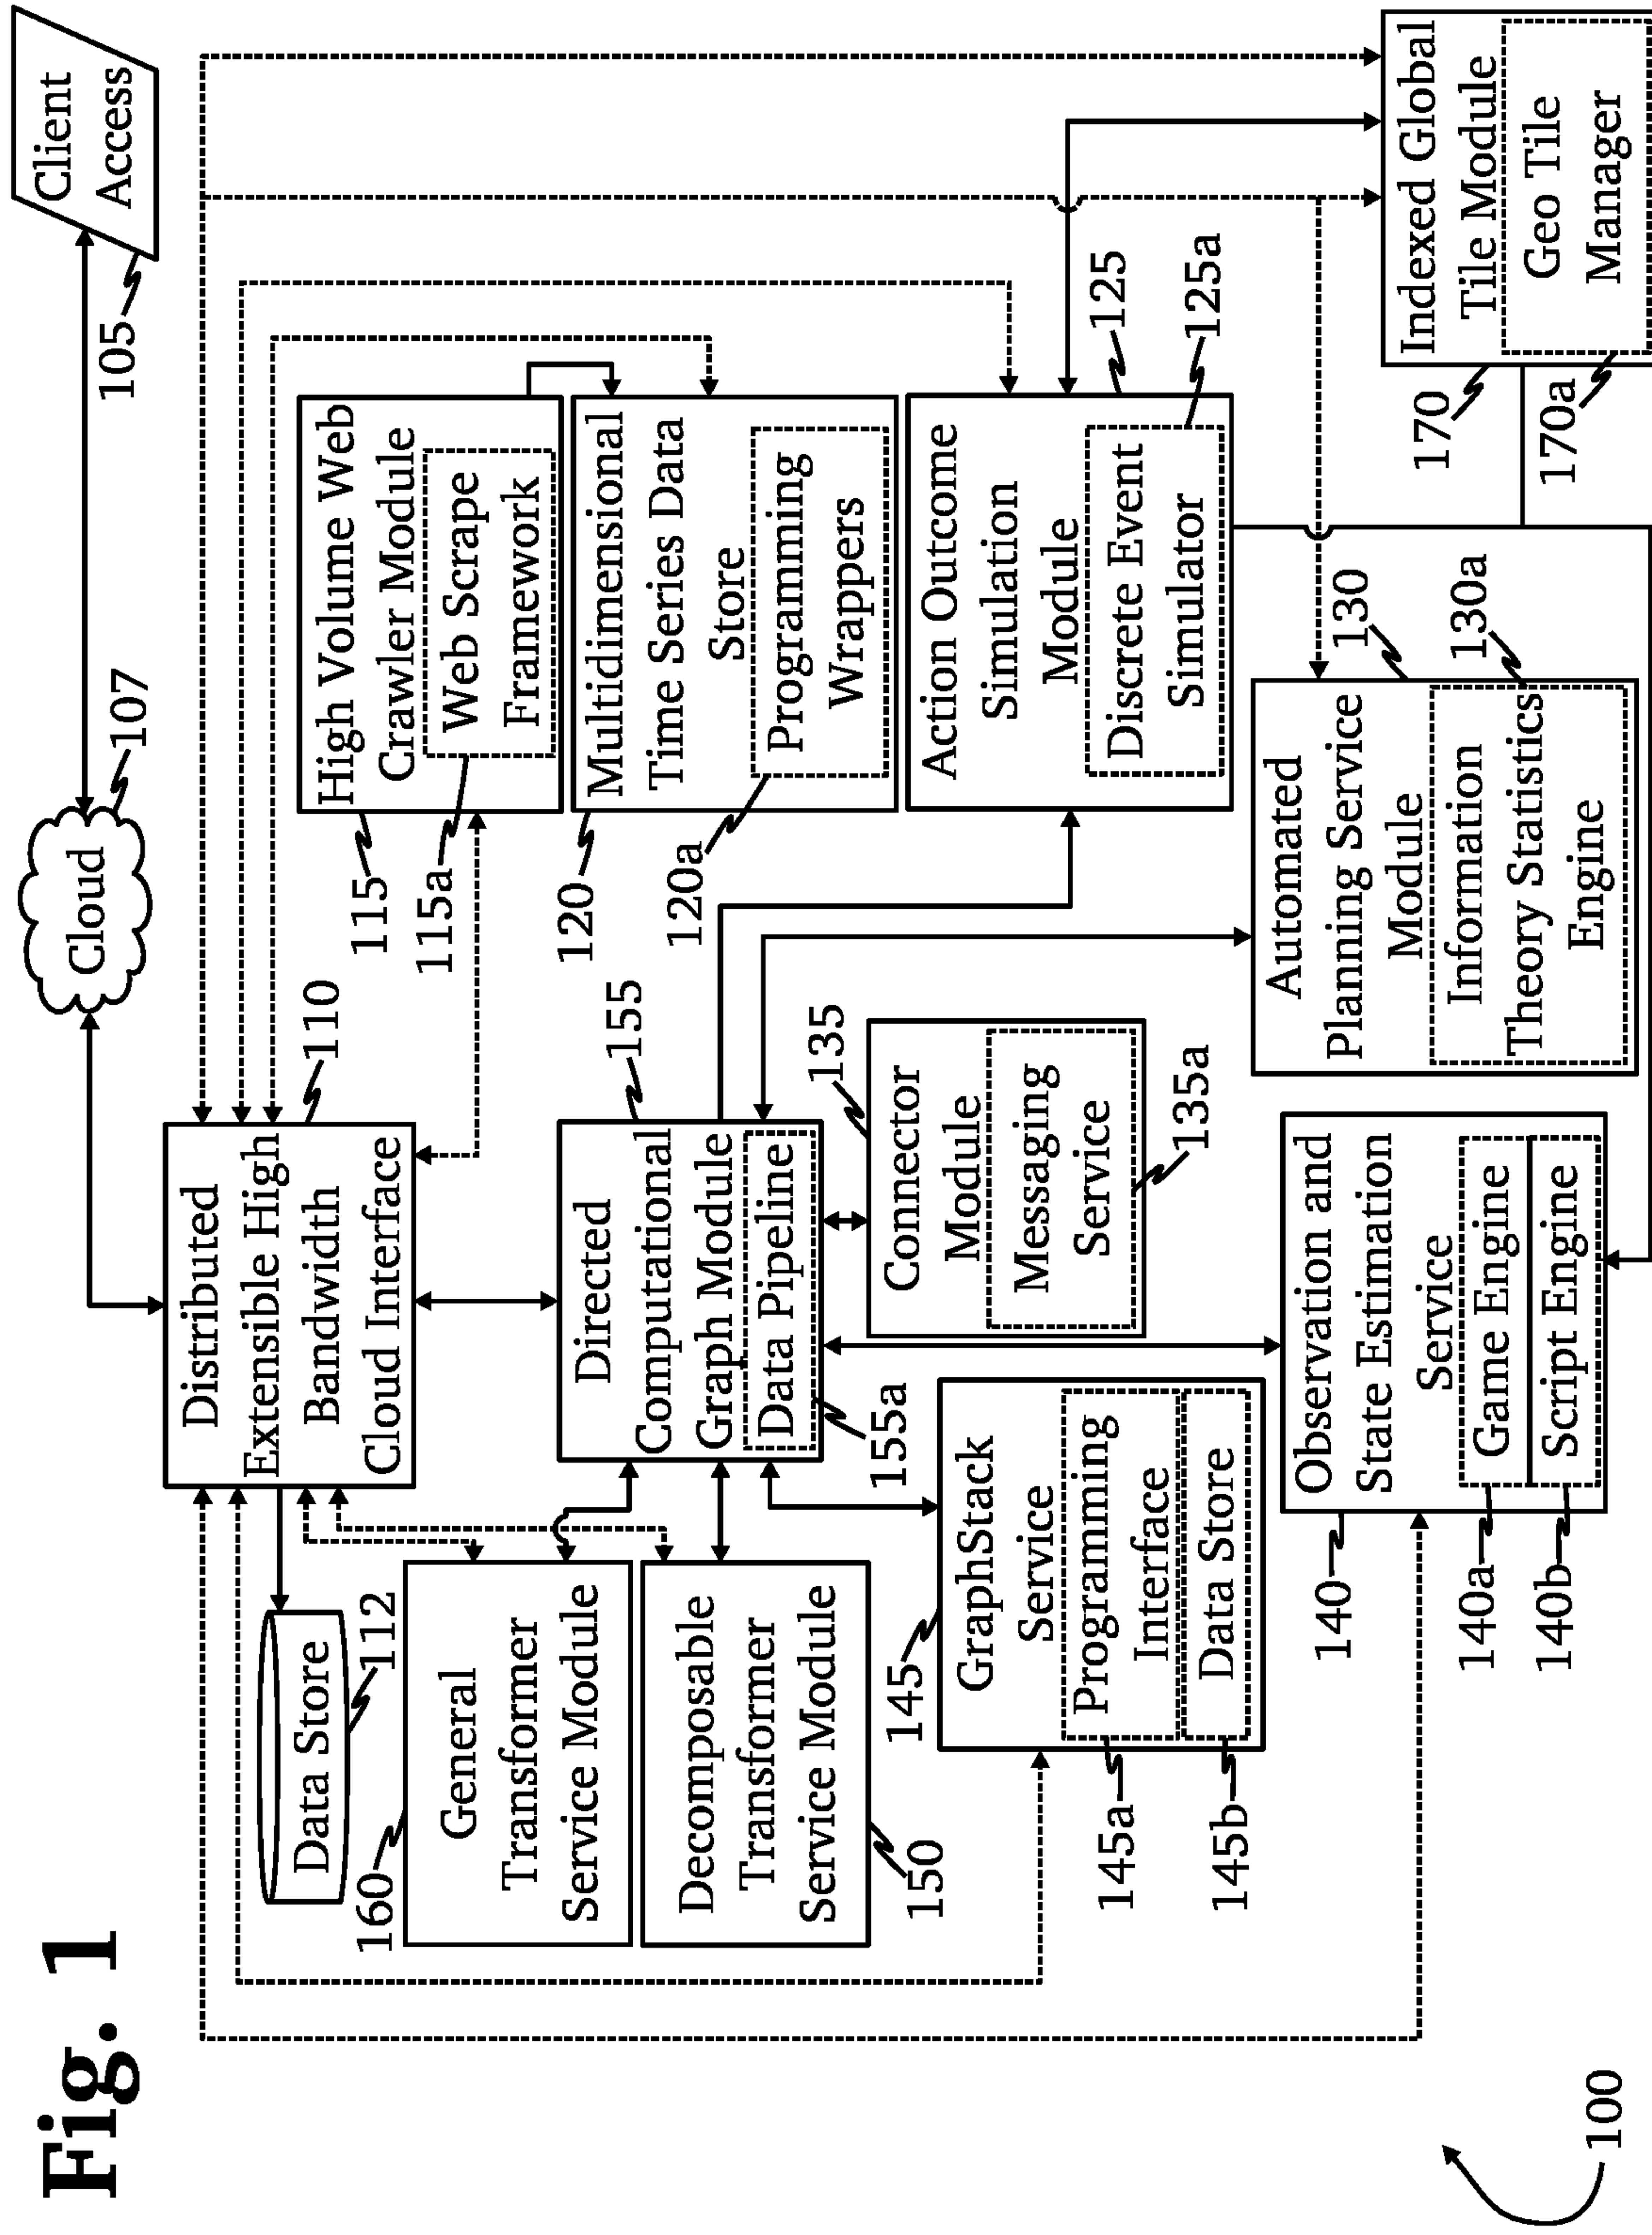 Fig. 1
Client
Access
105
Cloud
107
Distributed
Extensible High
Bandwidth
Cloud Interface
110
Data Store
112
High Volume Web
Crawler Module
Web Scrape
Framework
115
115a
Multidimensional
Time Series Data
Store
Programming
Wrappers
120
120a
Action Outcome
Simulation
Module
Discrete Event
Simulator
125
125a
Indexed Global
Tile Module
Geo Tile
Manager
170
170a
Automated
Planning Service
Module
Information
Theory Statistics
Engine
130
130a
Directed
Computational
Graph Module
Data Pipeline
155
155a
Connector
Module
Messaging
Service
135
135a
General
Transformer
Service Module
160
Decomposable
Transformer
Service Module
150
GraphStack
Service
Programming
Interface
Data Store
145
145a
145b
Observation and
State Estimation
Service
Game Engine
Script Engine
140
140a
140b
100